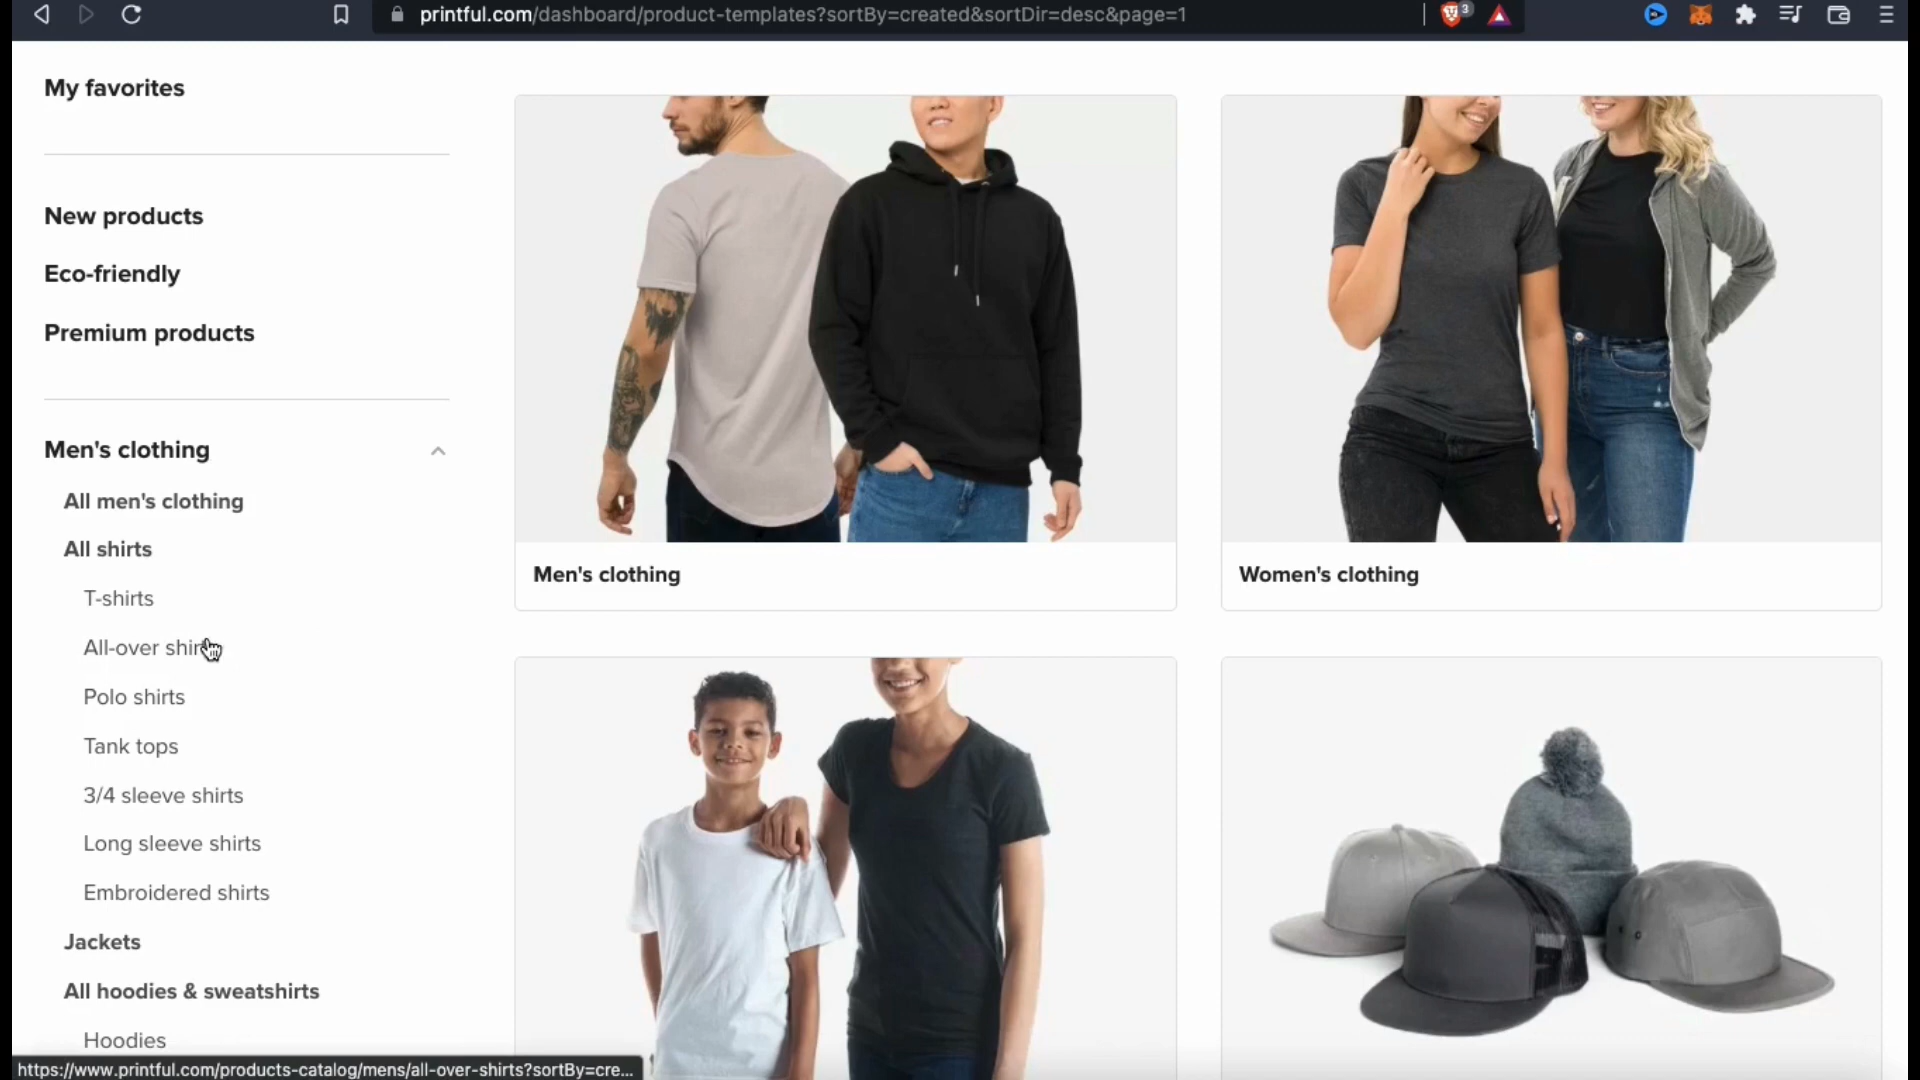 printful.com/dashboard/product-templates?sortBy=created&sortDir=desc&page=1
3
My favorites
New products
Eco-friendly
Premium products
Men's clothing
All men's clothing
All shirts
T-shirts
All-over shirts
Polo shirts
Tank tops
3/4 sleeve shirts
Long sleeve shirts
Embroidered shirts
Jackets
All hoodies & sweatshirts
Hoodies
Men's clothing
Women's clothing
https://www.printful.com/products-catalog/mens/all-over-shirts?sortBy=cre...